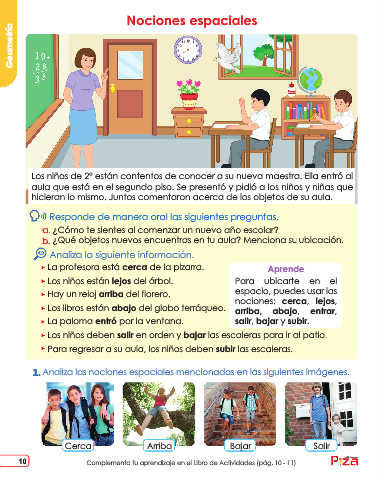 Geometría
Nociones espaciales
Los niños de 2° están contentos de conocer a su nueva maestra. Ella entró al
aula que está en el segundo piso. Se presentó y pidió a los niños y niñas que
hicieran lo mismo. Juntos comentaron acerca de los objetos de su aula.
Responde de manera oral las siguientes preguntas.
a. ¿Cómo te sientes al comenzar un nuevo año escolar?
b. ¿Qué objetos nuevos encuentras en tu aula? Menciona su ubicación.
Analiza la siguiente información.
La profesora está cerca de la pizarra.
Los niños están lejos del árbol.
Hay un reloj arriba del florero.
Los libros están abajo del globo terráqueo.
La paloma entró por la ventana.
Los niños deben salir en orden y bajar las escaleras para ir al patio.
Para regresar a su aula, los niños deben subir las escaleras.
Aprende
Para ubicarte en el
espacio, puedes usar las
nociones: cerca, lejos,
arriba, abajo, entrar,
salir, bajar y subir.
1. Analiza las nociones espaciales mencionadas en las siguientes imágenes.
Cerca
Arriba
Bajar
Salir
10
Complementa tu aprendizaje en el Libro de Actividades (pág. 10 - 11)